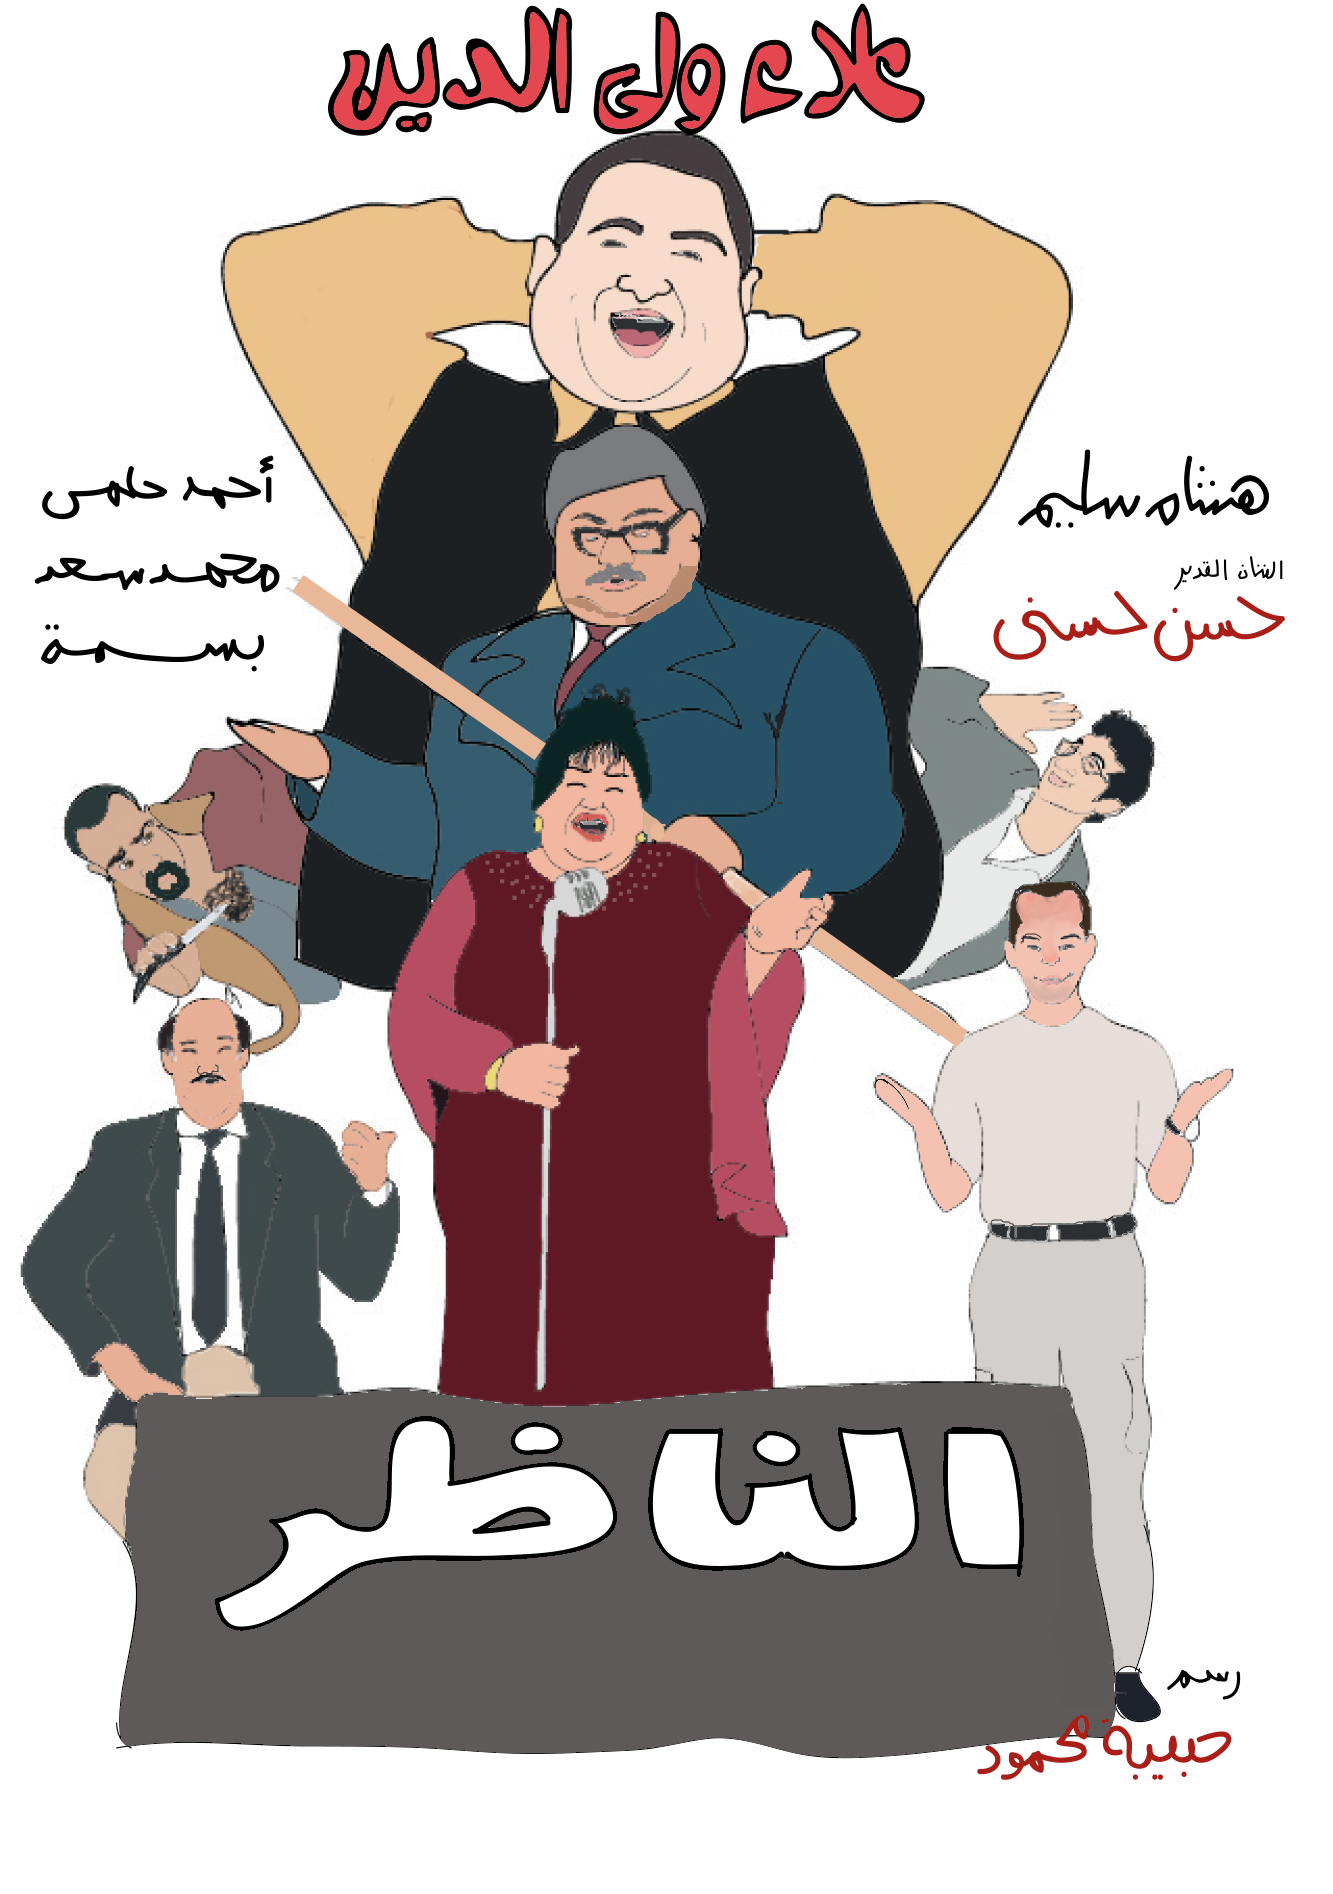 علاء ولى الدين
هشام سليم
الفنان القدير
حسن حسنى
أحمد حلمى
محمد سعد
بسمة
الناظر
رسم
حبيبة محمود